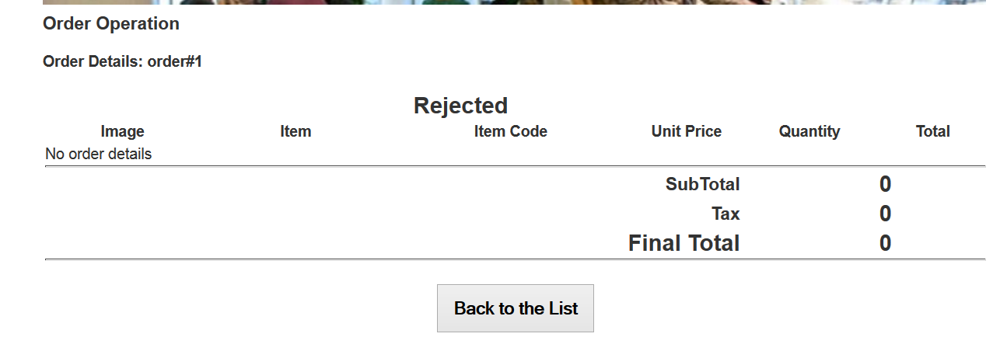 Order Operation
Order Details: order#1
Rejected
Image Item Item Code Unit Price Quantity Total
No order details
SubTotal 0
Tax 0
Final Total 0
Back to the List